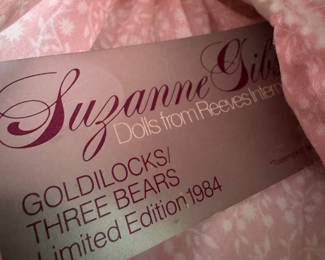 Suzanne Gibs
Dolls from Reeves Intern
GOLDILOCKS/
THREE BEARS
Limited Edition 1984